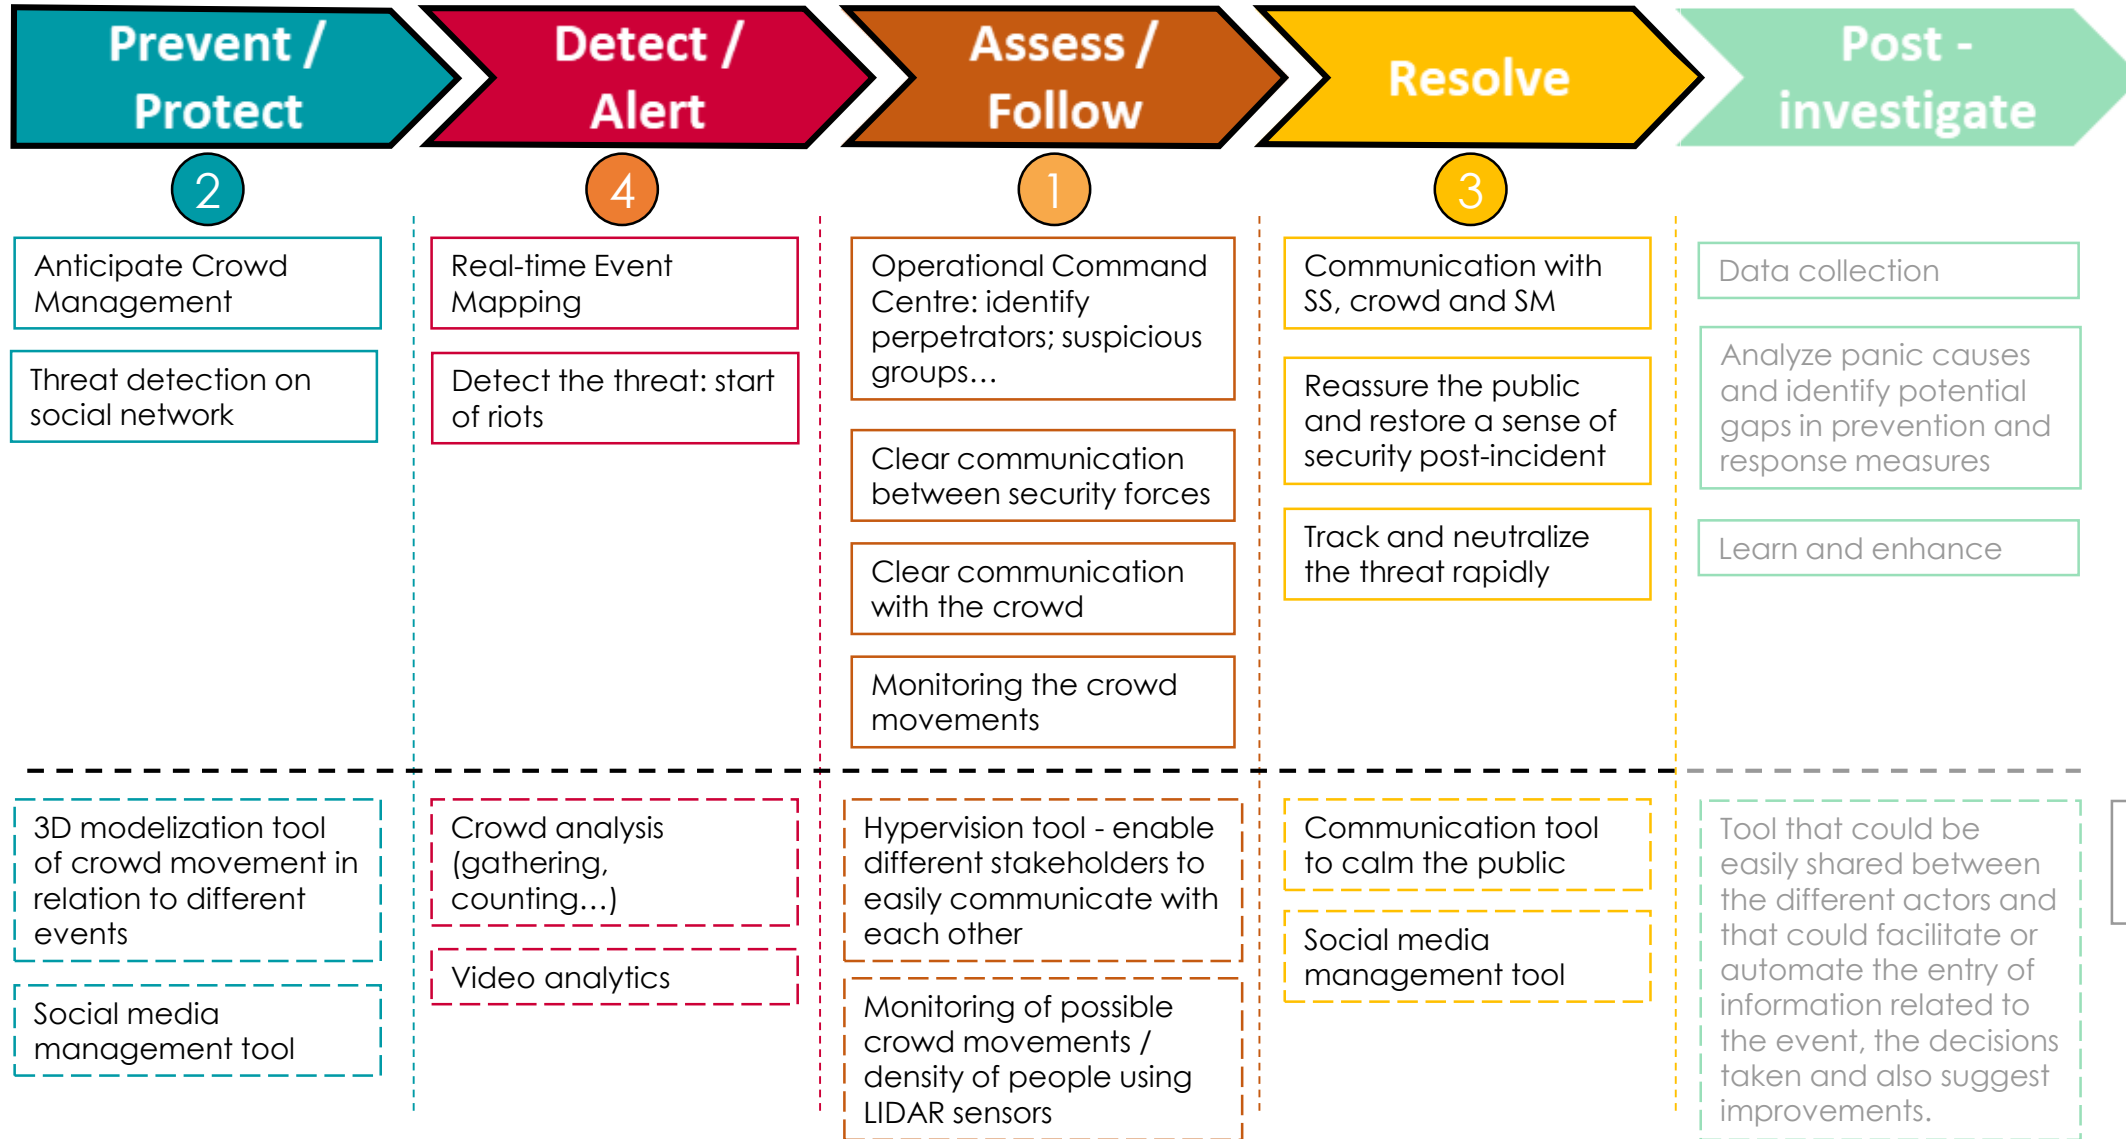 Prevent /
Protect
Detect /
Alert
Assess /
Follow
Resolve
Post -
investigate
2
4
1
3
Anticipate Crowd
Management
Threat detection on
social network
Real-time Event
Mapping
Detect the threat: start
of riots
Operational Command
Centre: identify
perpetrators; suspicious
groups…
Clear communication
between security forces
Clear communication
with the crowd
Monitoring the crowd
movements
Communication with
SS, crowd and SM
Reassure the public
and restore a sense of
security post-incident
Track and neutralize
the threat rapidly
Data collection
Analyze panic causes
and identify potential
gaps in prevention and
response measures
Learn and enhance
3D modelization tool
of crowd movement in
relation to different
events
Social media
management tool
Crowd analysis
(gathering,
counting…)
Video analytics
Hypervision tool - enable
different stakeholders to
easily communicate with
each other
Monitoring of possible
crowd movements /
density of people using
LIDAR sensors
Communication tool
to calm the public
Social media
management tool
Tool that could be
easily shared between
the different actors and
that could facilitate or
automate the entry of
information related to
the event, the decisions
taken and also suggest
improvements.